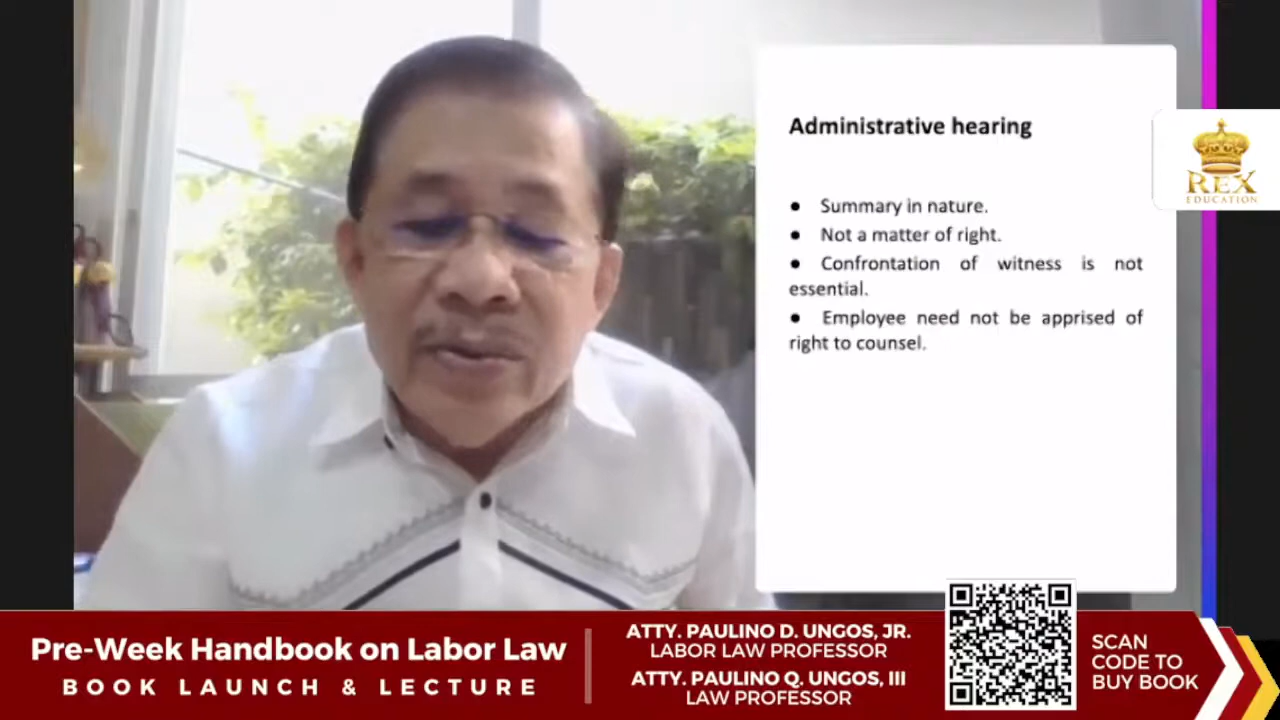 Administrative hearing
● Summary in nature.
● Not a matter of right.
● Confrontation of witness is not
essential.
● Employee need not be apprised of
right to counsel.
REX
EDUCATION
Pre-Week Handbook on Labor Law
BOOK LAUNCH & LECTURE
ATTY. PAULINO D. UNGOS, JR.
LABOR LAW PROFESSOR
ATTY. PAULINO Q. UNGOS, III
LAW PROFESSOR
SCAN
CODE TO
BUY BOOK